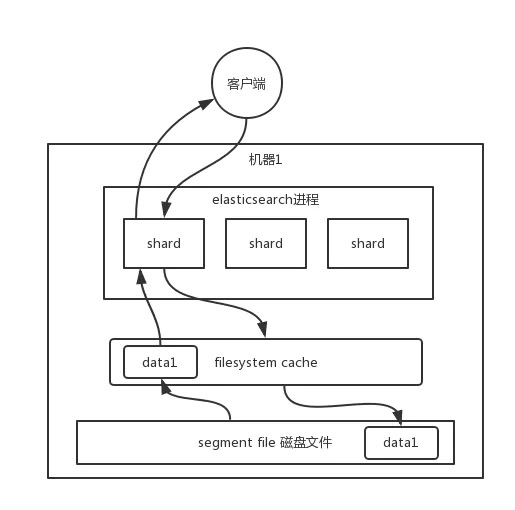 客户端
机器1
elasticsearch进程
shard
shard
shard
data1
filesystem cache
segment file 磁盘文件
data1